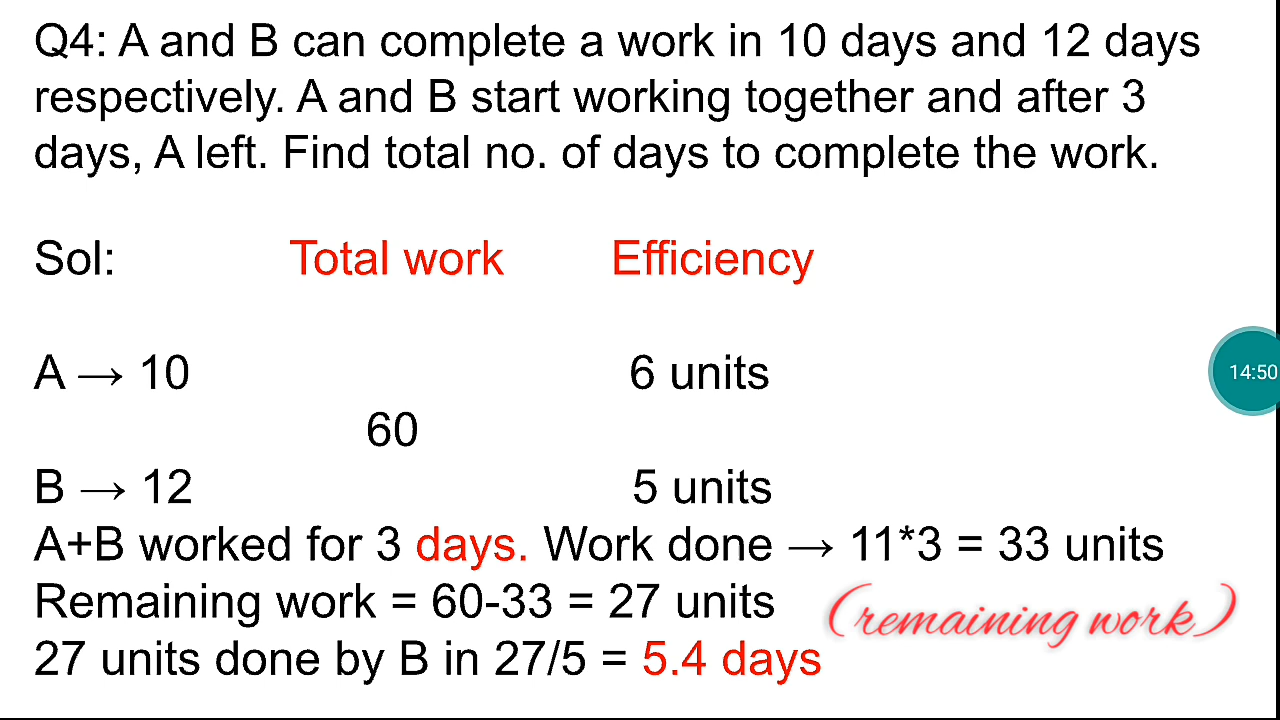 Q4: A and B can complete a work in 10 days and 12 days
respectively. A and B start working together and after 3
days, A left. Find total no. of days to complete the work.
Sol: Total work Efficiency
A → 10 6 units
60
B → 12 5 units
14:50
A+B worked for 3 days. Work done → 11*3 = 33 units
Remaining work = 60-33 = 27 units (remaining work)
27 units done by B in 27/5 = 5.4 days